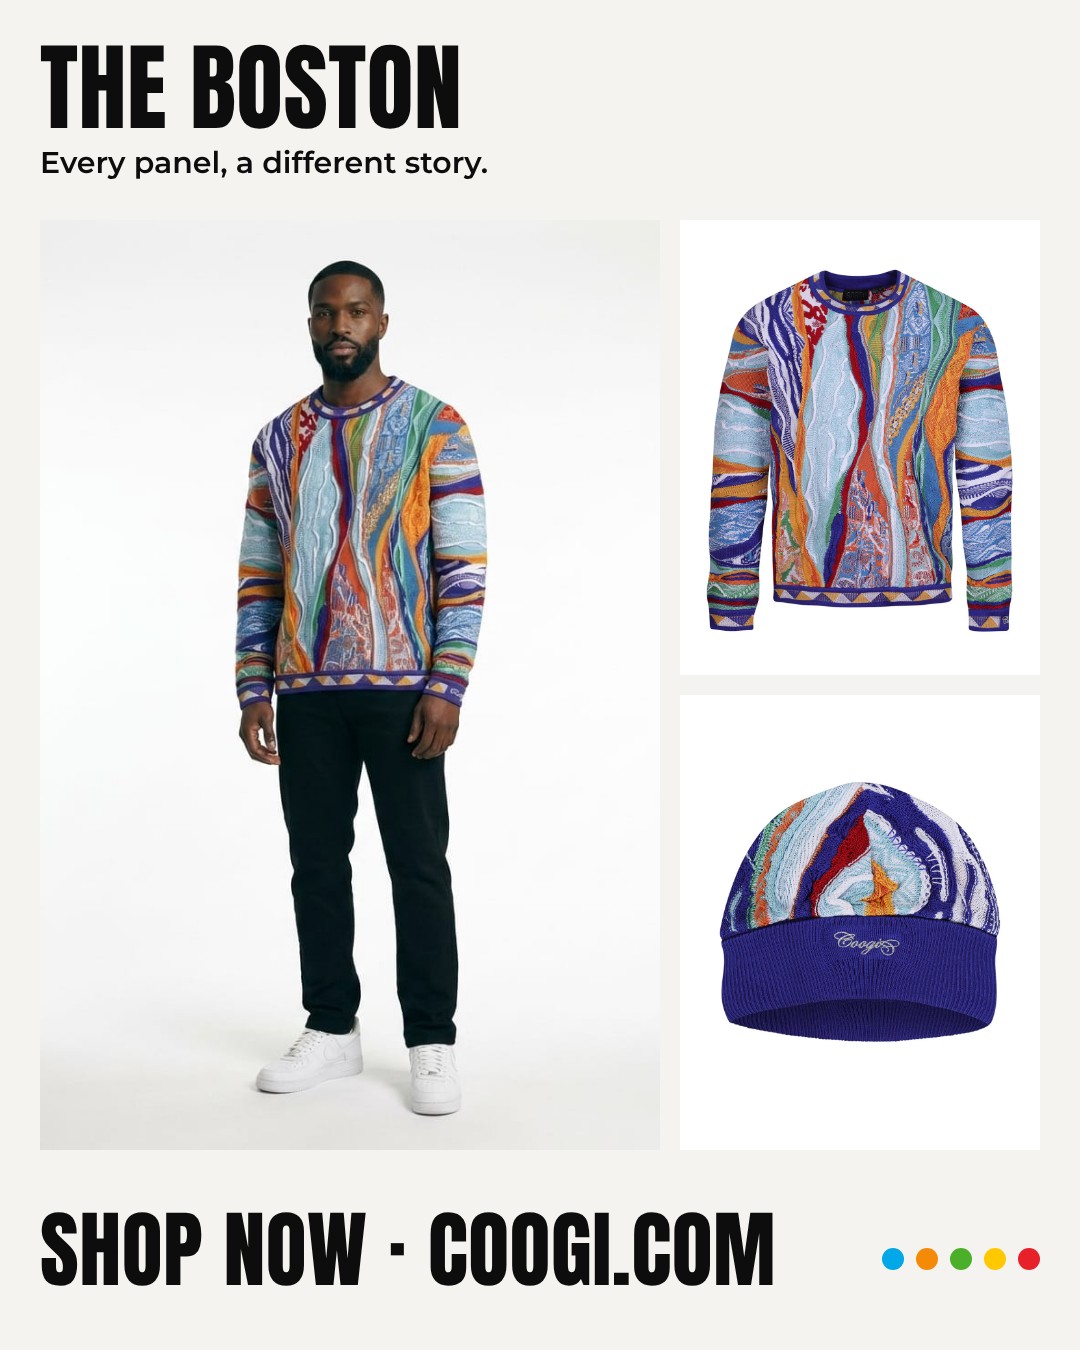 THE BOSTON
Every panel, a different story.
Coogi
SHOP NOW · COOGI.COM